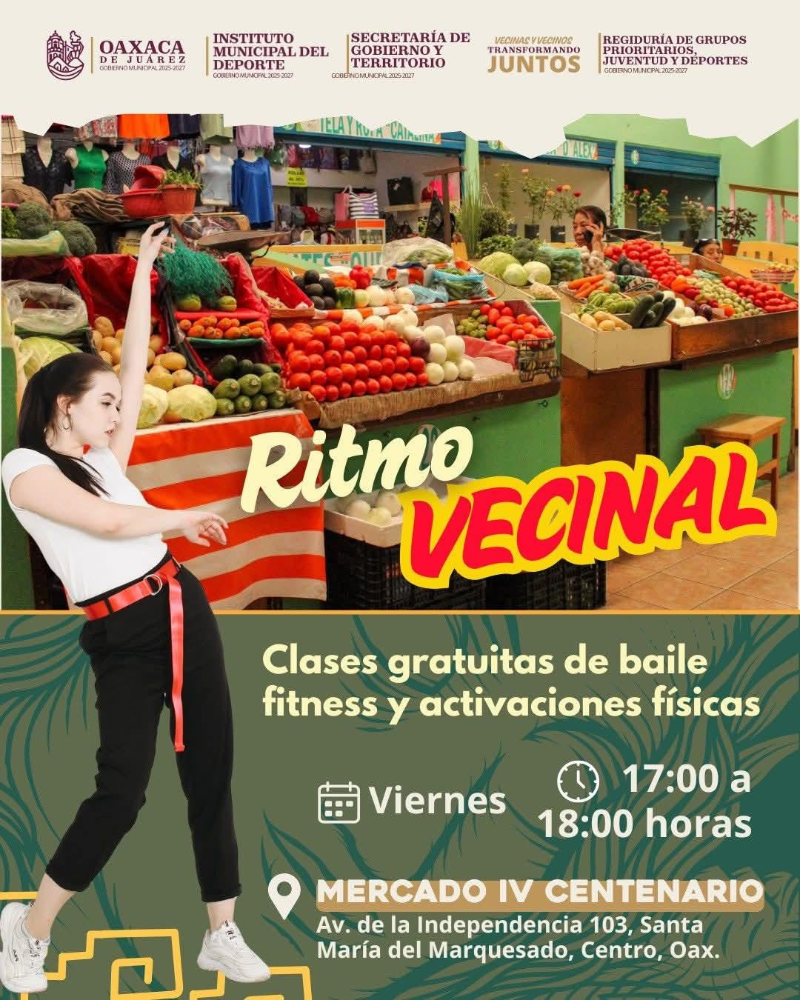 OAXACA
DE JUÁREZ
GOBIERNO MUNICIPAL 2025-2027
INSTITUTO
MUNICIPAL DEL
DEPORTE
GOBIERNO MUNICIPAL 2025-2027
SECRETARÍA DE
GOBIERNO Y
TERRITORIO
GOBIERNO MUNICIPAL 2025-2027
VECINAS Y VECINOS
TRANSFORMANDO
JUNTOS
REGIDURÍA DE GRUPOS
PRIORITARIOS,
JUVENTUD Y DEPORTES
GOBIERNO MUNICIPAL 2025-2027
TELA Y ROPA "CATALINA"
D'ALEX"
Ritmo
VECINAL
Clases gratuitas de baile
fitness y activaciones físicas
Viernes
17:00 a
18:00 horas
MERCADO IV CENTENARIO
Av. de la Independencia 103, Santa
María del Marquesado, Centro, Oax.